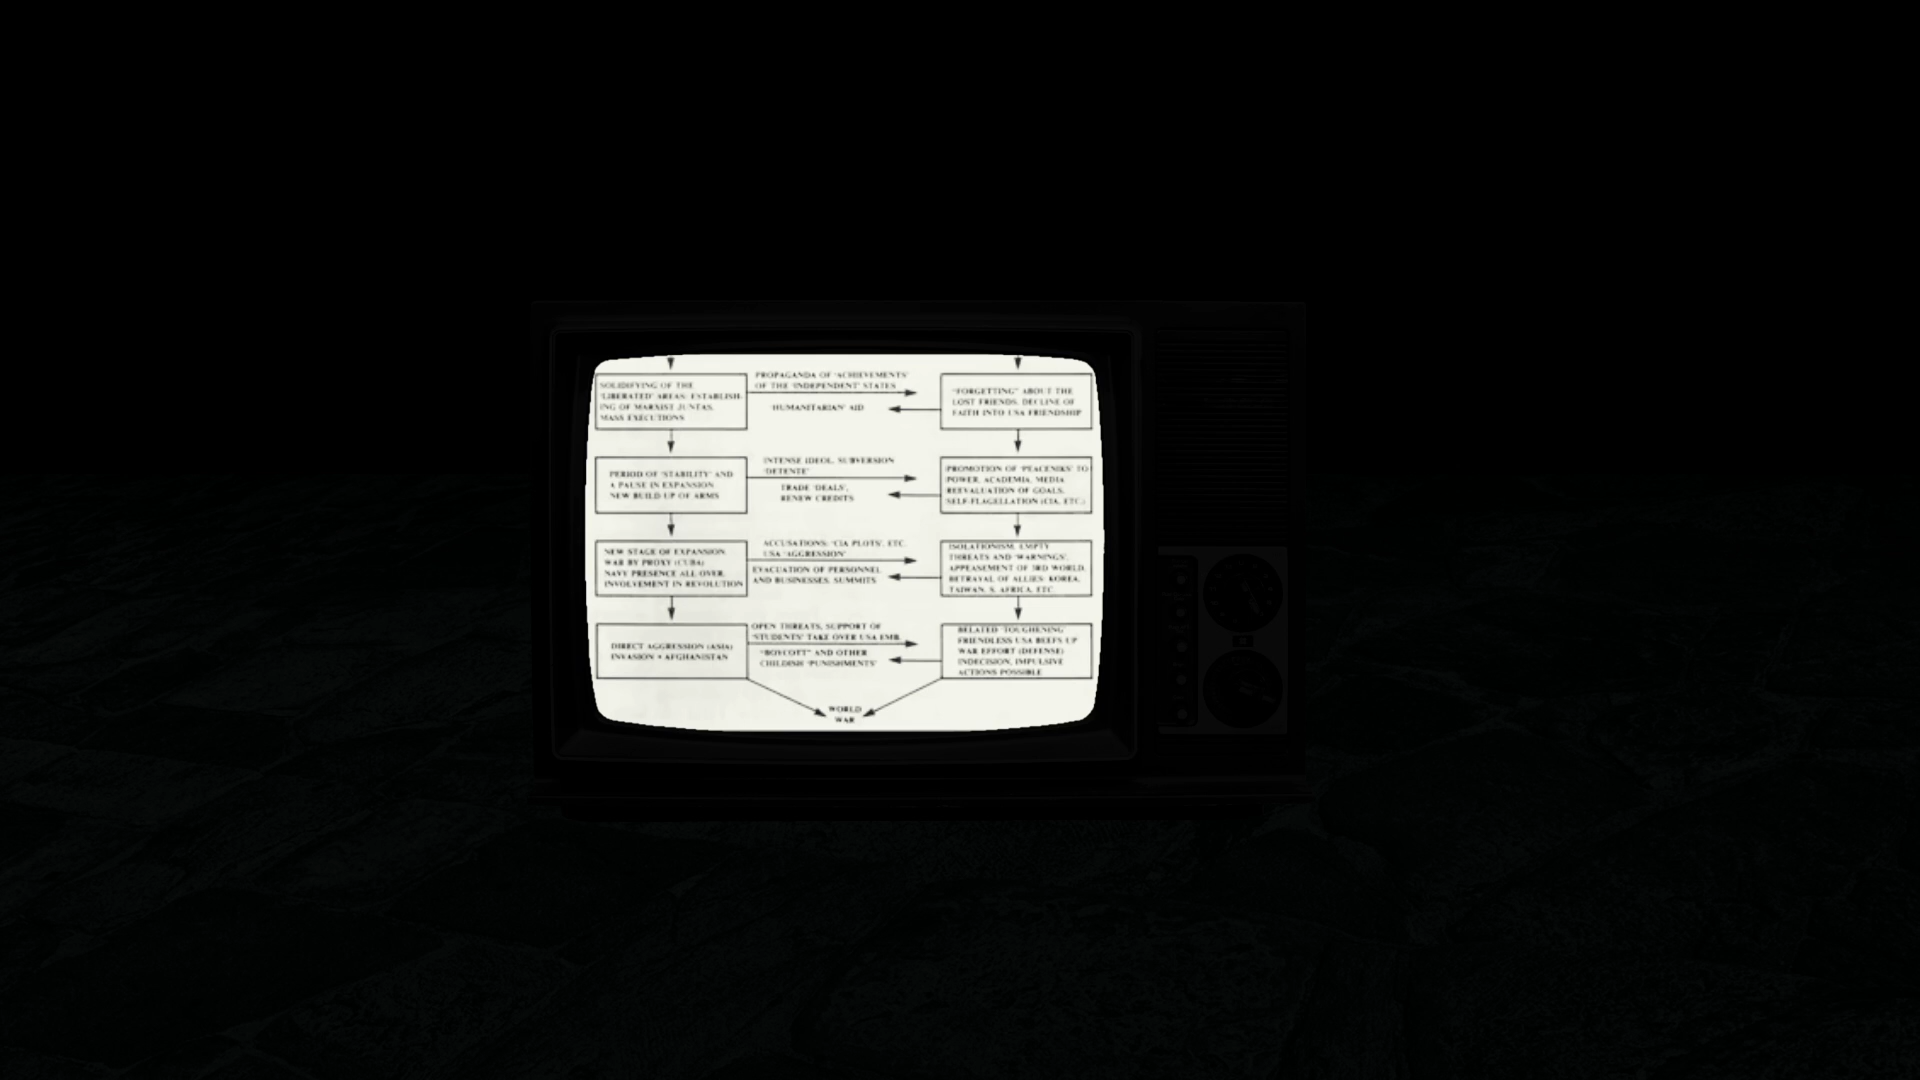 SOLIDIFYING OF THE
'LIBERATED' AREAS: ESTABLISH-
ING OF MARXIST JUNTAS.
MASS EXECUTIONS
PROPAGANDA OF 'ACHIEVEMENTS'
OF THE 'INDEPENDENT' STATES
'HUMANITARIAN' AID
"FORGETTING" ABOUT THE
LOST FRIENDS. DECLINE OF
FAITH INTO USA FRIENDSHIP
PERIOD OF 'STABILITY' AND
A PAUSE IN EXPANSION
NEW BUILD UP OF ARMS
INTENSE IDEOL. SUBVERSION
'DETENTE'
TRADE 'DEALS',
RENEW CREDITS
PROMOTION OF 'PEACENIKS' TO
POWER, ACADEMIA, MEDIA
REEVALUATION OF GOALS,
SELF-FLAGELLATION (CIA, ETC.)
NEW STAGE OF EXPANSION.
WAR BY PROXY (CUBA)
NAVY PRESENCE ALL OVER.
INVOLVEMENT IN REVOLUTION
ACCUSATIONS: 'CIA PLOTS', ETC.
USA 'AGGRESSION'
EVACUATION OF PERSONNEL
AND BUSINESSES, SUMMITS
ISOLATIONISM, EMPTY
THREATS AND 'WARNINGS'.
APPEASEMENT OF 3RD WORLD.
BETRAYAL OF ALLIES: KOREA,
TAIWAN, S. AFRICA, ETC.
DIRECT AGGRESSION (ASIA)
INVASION • AFGHANISTAN
OPEN THREATS, SUPPORT OF
'STUDENTS' TAKE OVER USA EMB.
"BOYCOTT" AND OTHER
CHILDISH 'PUNISHMENTS'
BELATED 'TOUGHENING'
FRIENDLESS USA BEEFS UP
WAR EFFORT (DEFENSE)
INDECISION, IMPULSIVE
ACTIONS POSSIBLE
WORLD
WAR